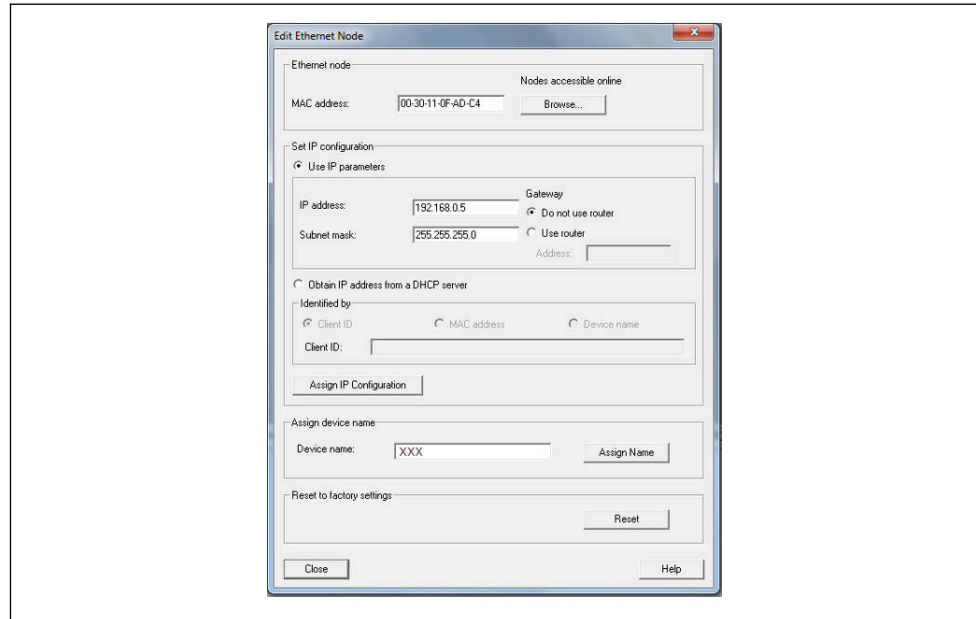 Edit Ethernet Node
Ethernet node
Nodes accessible online
MAC address: 00-30-11-0F-AD-C4 Browse...
Set IP configuration
Use IP parameters
Gateway
IP address: 192.168.0.5 Do not use router
Subnet mask: 255.255.255.0 Use router
Address:
Obtain IP address from a DHCP server
Identified by
Client ID MAC address Device name
Client ID:
Assign IP Configuration
Assign device name
Device name: XXX Assign Name
Reset to factory settings
Reset
Close Help